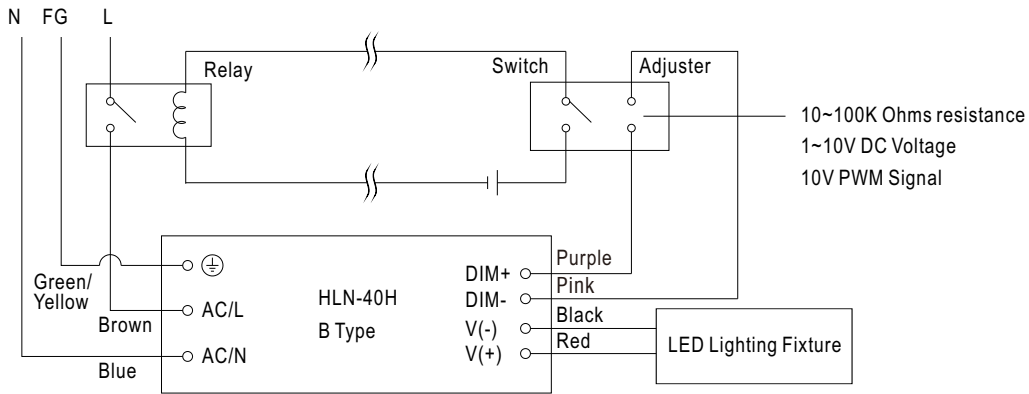 N FG L
Relay
Switch
Adjuster
10~100K Ohms resistance
1~10V DC Voltage
10V PWM Signal
Green/
Yellow
Brown
Blue
AC/L
AC/N
HLN-40H
B Type
DIM+
DIM-
V(-)
V(+)
Purple
Pink
Black
Red
LED Lighting Fixture